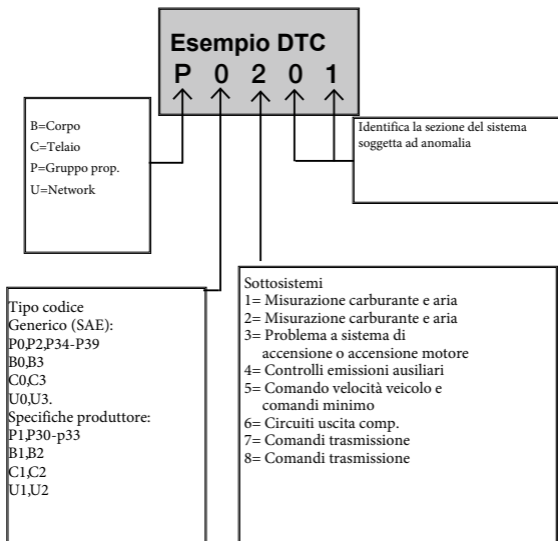 Esempio DTC
P 0 2 0 1
B=Corpo
C=Telaio
P=Gruppo prop.
U=Network
Identifica la sezione del sistema
soggetta ad anomalia
Tipo codice
Generico (SAE):
P0,P2,P34-P39
B0,B3
C0,C3
U0,U3.
Specifiche produttore:
P1,P30-p33
B1,B2
C1,C2
U1,U2
Sottosistemi
1= Misurazione carburante e aria
2= Misurazione carburante e aria
3= Problema a sistema di
accensione o accensione motore
4= Controlli emissioni ausiliari
5= Comando velocità veicolo e
comandi minimo
6= Circuiti uscita comp.
7= Comandi trasmissione
8= Comandi trasmissione